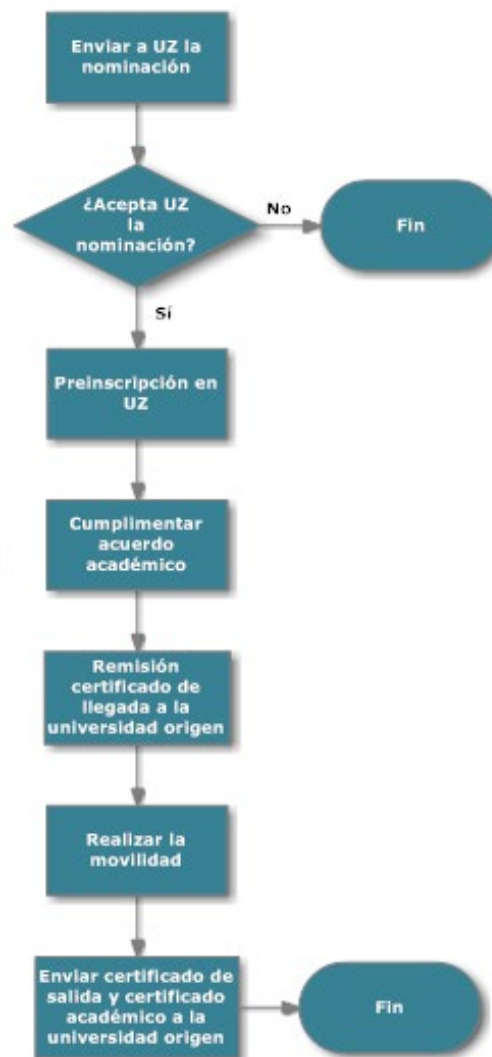 Enviar a UZ la
nominación
¿Acepta UZ
la
nominación?
No
Fin
Sí
Preinscripción en
UZ
Cumplimentar
acuerdo
académico
Remisión
certificado de
llegada a la
universidad origen
Realizar la
movilidad
Enviar certificado de
salida y certificado
académico a la
universidad origen
Fin